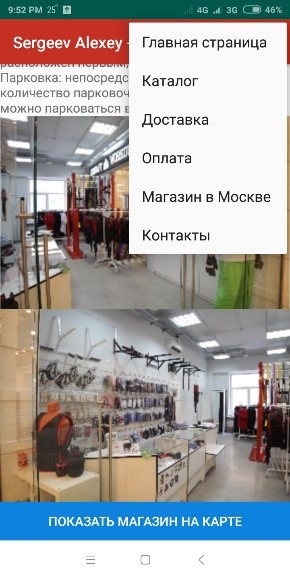 9:52 PM 25° 4G 3G 46%
Sergeev Alexey -
Главная страница
Каталог
Доставка
Оплата
Магазин в Москве
Контакты
расположен первым,
Парковка: непосредс
количество парковоч
можно парковаться в
ПОКАЗАТЬ МАГАЗИН НА КАРТЕ